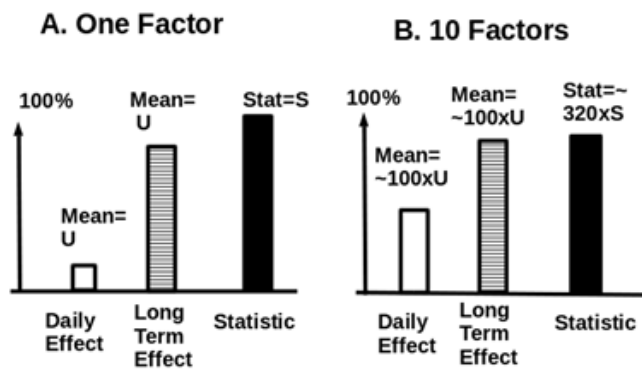 A. One Factor
100%
Mean=
U
Mean=
U
Stat=S
Daily
Effect
Long
Term
Effect
Statistic
B. 10 Factors
100%
Mean=
~100xU
Mean=
~100xU
Stat=~
320xS
Daily
Effect
Long
Term
Effect
Statistic